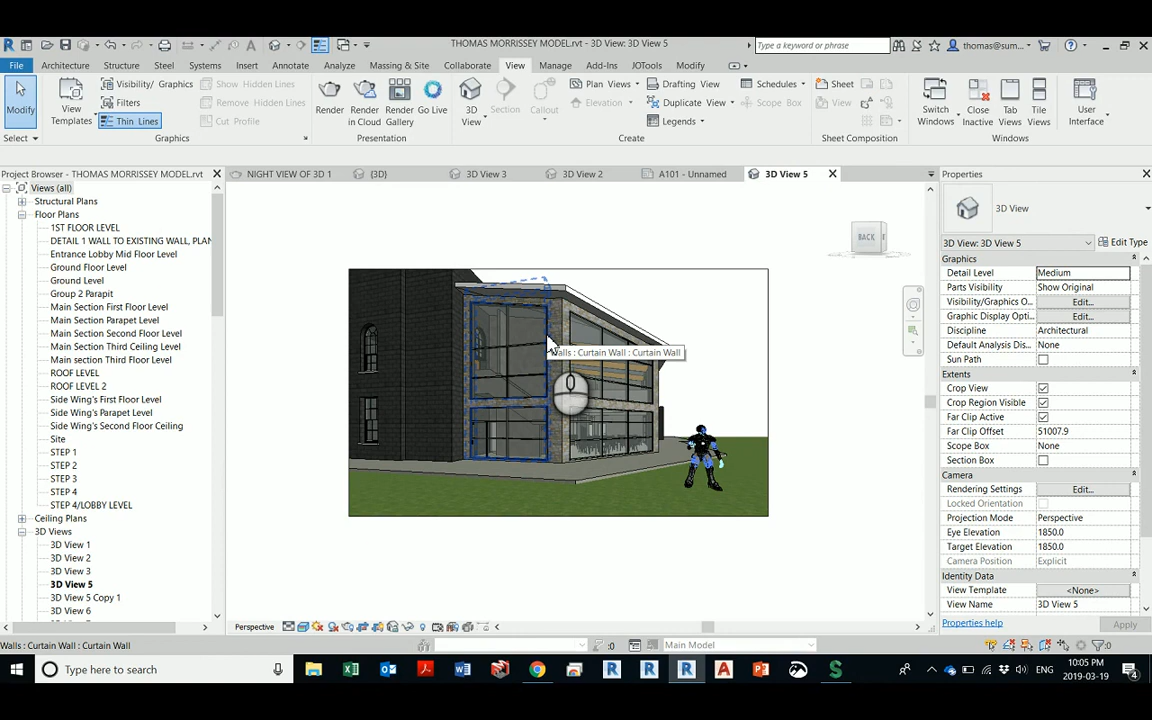 THOMAS MORRISSEY MODEL.rvt - 3D View: 3D View 5
Type a keyword or phrase
thomas@sum...
File Architecture Structure Steel Systems Insert Annotate Analyze Massing & Site Collaborate View Manage Add-Ins JOTools Modify
Modify
View Templates
Visibility/ Graphics
Filters
Thin Lines
Show Hidden Lines
Remove Hidden Lines
Cut Profile
Render
Render in Cloud
Render Gallery
Go Live
3D View
Section
Callout
Plan Views
Elevation
Drafting View
Duplicate View
Legends
Schedules
Scope Box
Sheet
View
Switch Windows
Close Inactive
Tab Views
Tile Views
User Interface
Select
Graphics
Presentation
Create
Sheet Composition
Windows
Project Browser - THOMAS MORRISSEY MODEL.rvt
NIGHT VIEW OF 3D 1
{3D}
3D View 3
3D View 2
A101 - Unnamed
3D View 5
Views (all)
Structural Plans
Floor Plans
1ST FLOOR LEVEL
DETAIL 1 WALL TO EXISTING WALL, PLAN
Entrance Lobby Mid Floor Level
Ground Floor Level
Ground Level
Group 2 Parapit
Main Section First Floor Level
Main Section Parapet Level
Main Section Second Floor Level
Main Section Third Ceiling Level
Main Section Third Floor Level
ROOF LEVEL
ROOF LEVEL 2
Side Wing's First Floor Level
Side Wing's Parapet Level
Side Wing's Second Floor Ceiling
Site
STEP 1
STEP 2
STEP 3
STEP 4
STEP 4/LOBBY LEVEL
Ceiling Plans
3D Views
3D View 1
3D View 2
3D View 3
3D View 5
3D View 5 Copy 1
3D View 6
BACK
Walls : Curtain Wall : Curtain Wall
Properties
3D View
3D View: 3D View 5
Edit Type
Graphics
Detail Level Medium
Parts Visibility Show Original
Visibility/Graphics O... Edit...
Graphic Display Opti... Edit...
Discipline Architectural
Default Analysis Dis... None
Sun Path
Extents
Crop View
Crop Region Visible
Far Clip Active
Far Clip Offset 51007.9
Scope Box None
Section Box
Camera
Rendering Settings Edit...
Locked Orientation
Projection Mode Perspective
Eye Elevation 1850.0
Target Elevation 1850.0
Camera Position Explicit
Identity Data
View Template <None>
View Name 3D View 5
Properties help
Apply
Perspective
Walls : Curtain Wall : Curtain Wall
:0
Main Model
:0
Type here to search
ENG
10:05 PM
2019-03-19
4